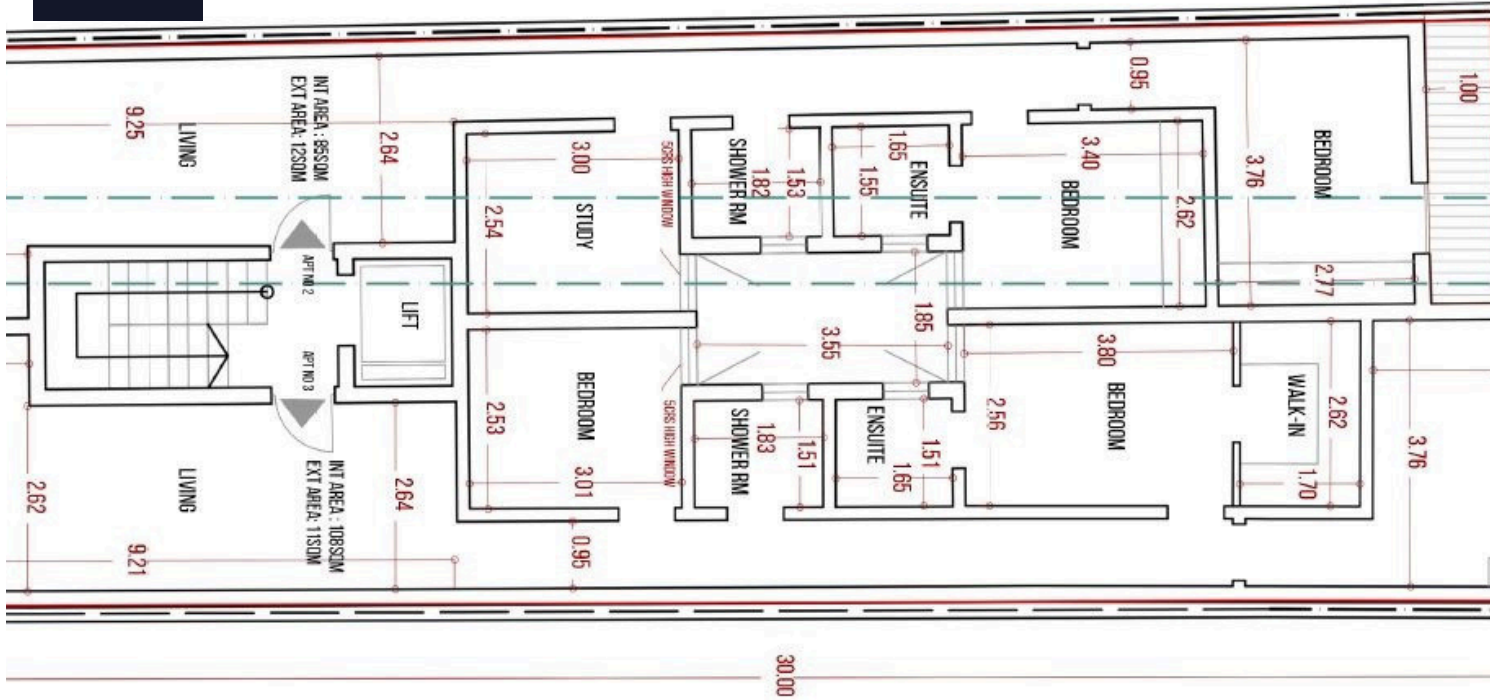 9.25
LIVING
INT AREA : 85SQM
EXT AREA: 12SQM
2.64
3.00
2.54
STUDY
5CRS HIGH WINDOW
SHOWER RM
1.82
1.53
1.65
1.55
ENSUITE
0.95
3.40
BEDROOM
2.62
3.76
BEDROOM
2.77
1.00
APT NO 2
LIFT
APT NO 3
3.55
1.85
2.62
LIVING
9.21
INT AREA : 108SQM
EXT AREA: 11SQM
2.64
2.53
BEDROOM
3.01
0.95
5CRS HIGH WINDOW
SHOWER RM
1.83
1.51
ENSUITE
1.65
1.51
2.56
3.80
BEDROOM
WALK-IN
2.62
1.70
3.76
30.00